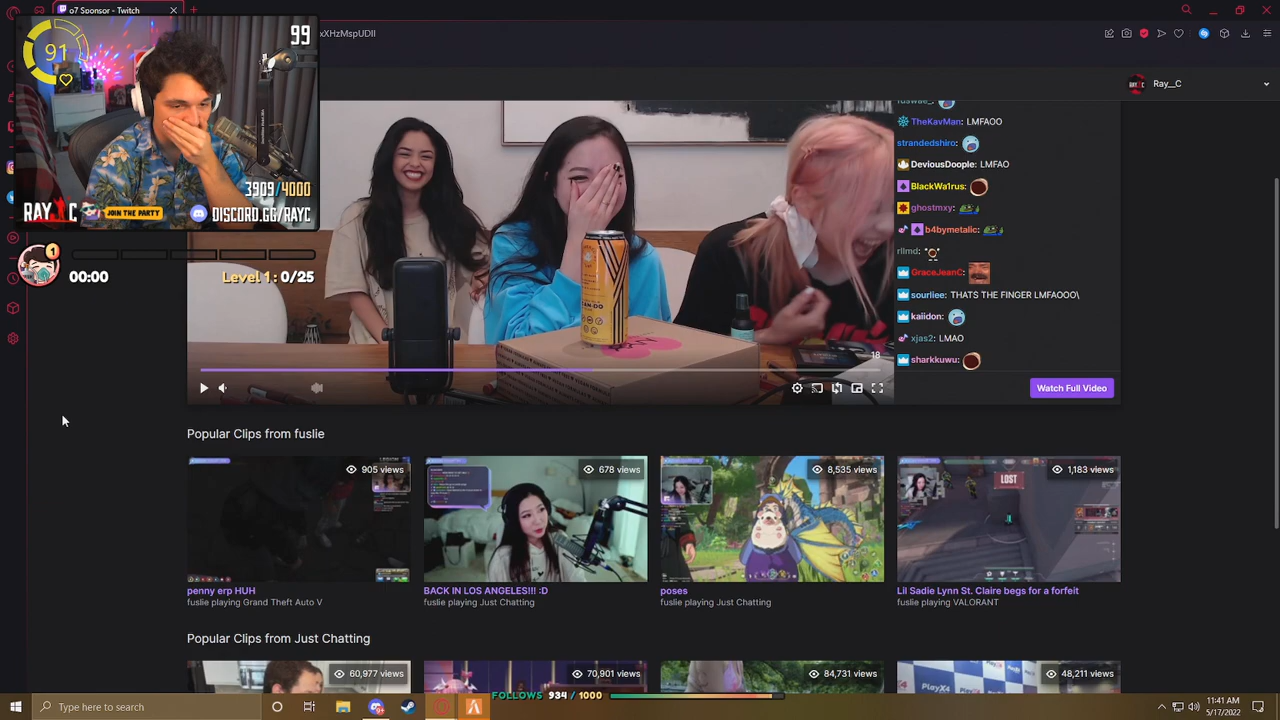 o7 Sponsor - Twitch
xXHzMspUDII
91
99
3909/4000
RAY C
JOIN THE PARTY
DISCORD.GG/RAYC
1
00:00
Level 1 : 0/25
Ray__C
TheKavMan: LMFAOO
strandedshiro:
DeviousDoople: LMFAO
BlackWa1rus:
ghostmxy:
b4bymetalic:
rllmd:
GraceJeanC:
sourliee: THATS THE FINGER LMFAOOO\
kaiidon:
xjas2: LMAO
sharkkuwu:
18
Watch Full Video
Popular Clips from fuslie
905 views
678 views
8,535 views
1,183 views
LOST
penny erp HUH
fuslie playing Grand Theft Auto V
BACK IN LOS ANGELES!!! :D
fuslie playing Just Chatting
poses
fuslie playing Just Chatting
Lil Sadie Lynn St. Claire begs for a forfeit
fuslie playing VALORANT
Popular Clips from Just Chatting
60,977 views
70,901 views
84,731 views
48,211 views
PlayX4
FOLLOWS 934 / 1000
Type here to search
11:41 AM
5/17/2022